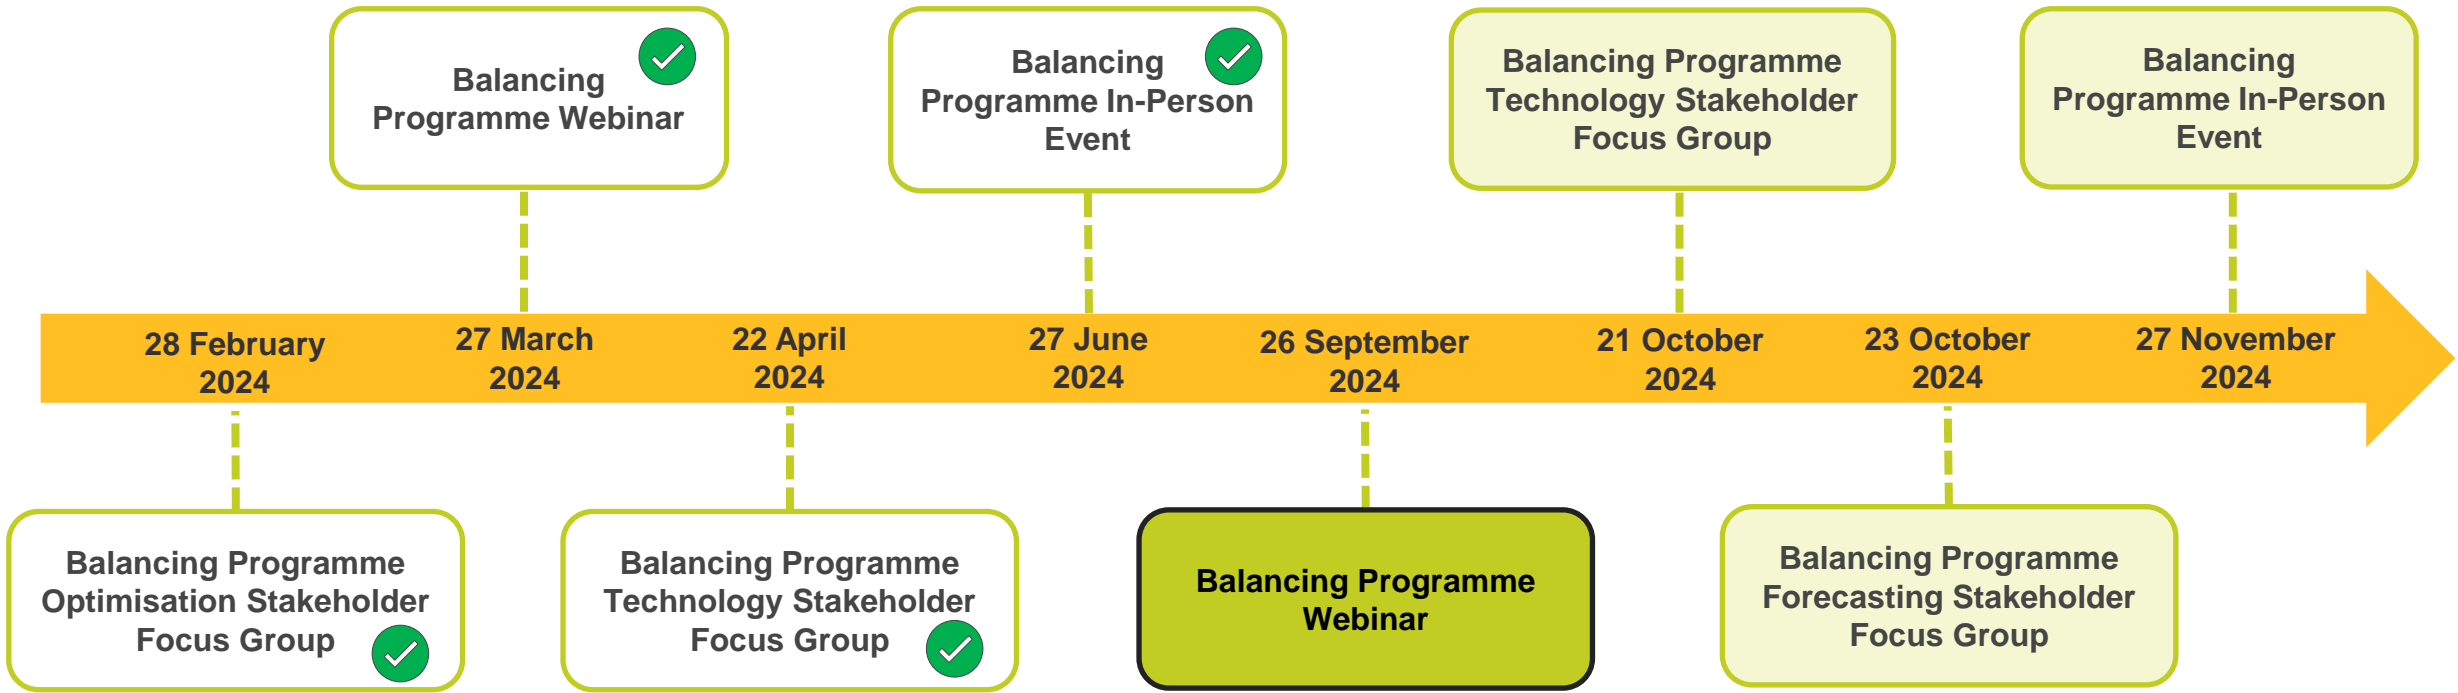 Balancing
Programme Webinar
Balancing
Programme In-Person
Event
Balancing Programme
Technology Stakeholder
Focus Group
Balancing
Programme In-Person
Event
28 February
2024
27 March
2024
22 April
2024
27 June
2024
26 September
2024
21 October
2024
23 October
2024
27 November
2024
Balancing Programme
Optimisation Stakeholder
Focus Group
Balancing Programme
Technology Stakeholder
Focus Group
Balancing Programme
Webinar
Balancing Programme
Forecasting Stakeholder
Focus Group